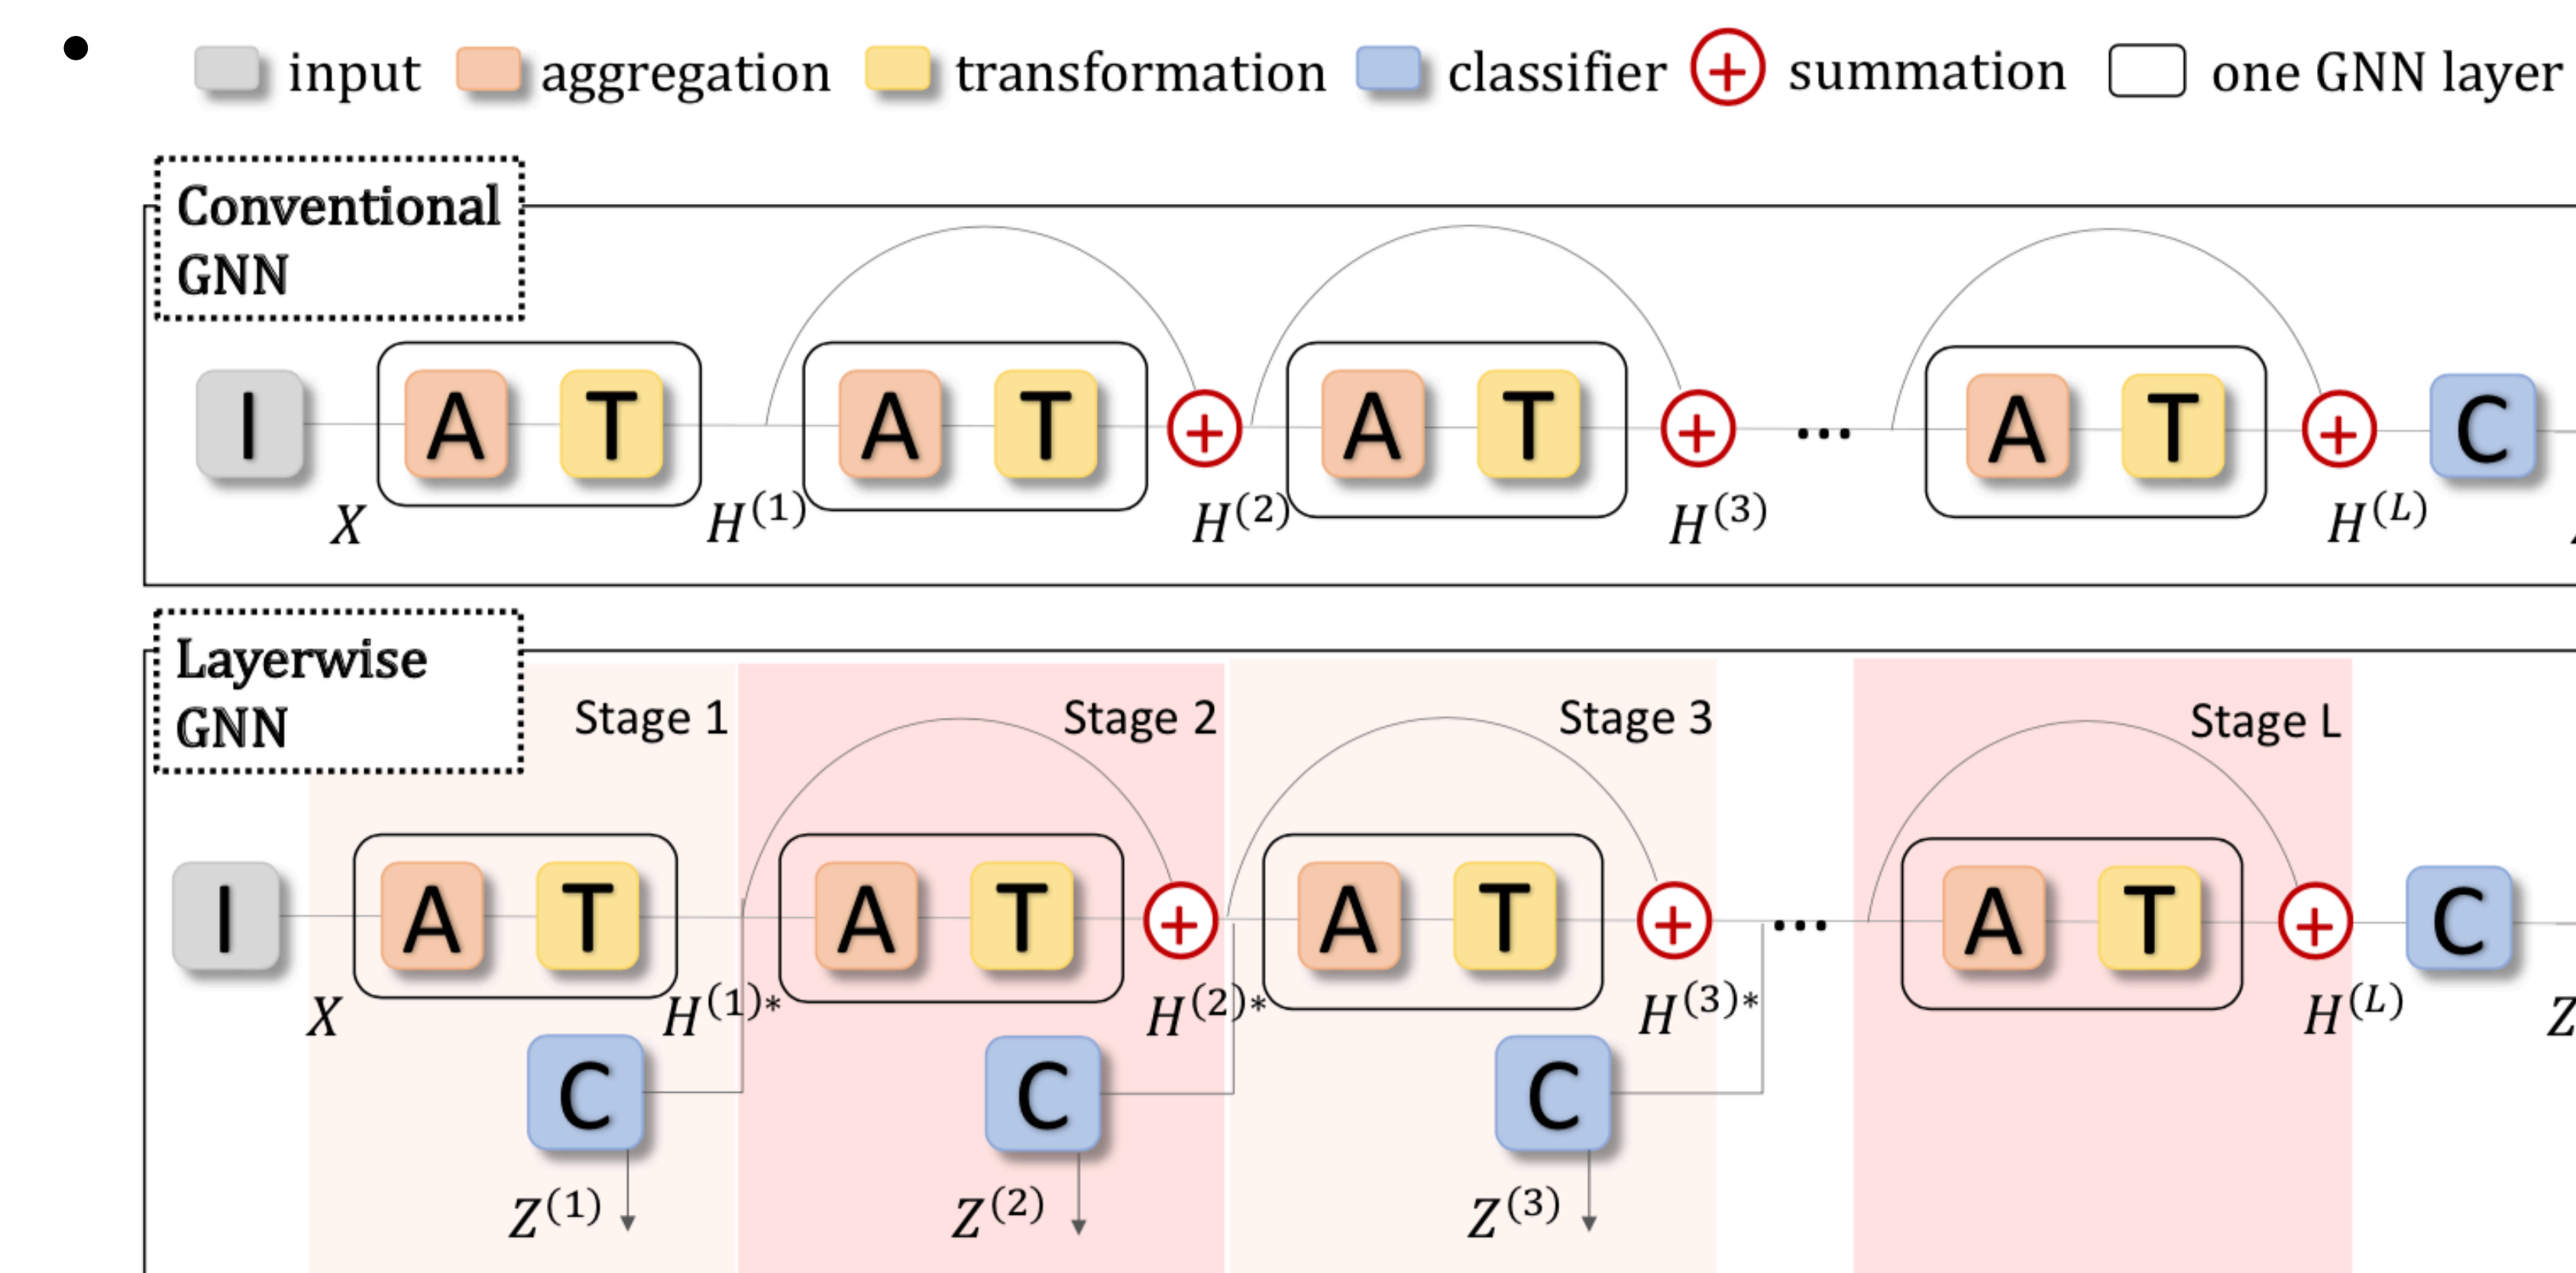 • input aggregation transformation classifier + summation one GNN layer
Conventional
GNN
I A T A T + A T + ... A T + C
X H^(1) H^(2) H^(3) H^(L)
Layerwise
GNN
Stage 1 Stage 2 Stage 3 Stage L
I A T A T + A T + ... A T + C
X H^(1)* H^(2)* H^(3)* H^(L) Z
C C C
Z^(1) Z^(2) Z^(3)